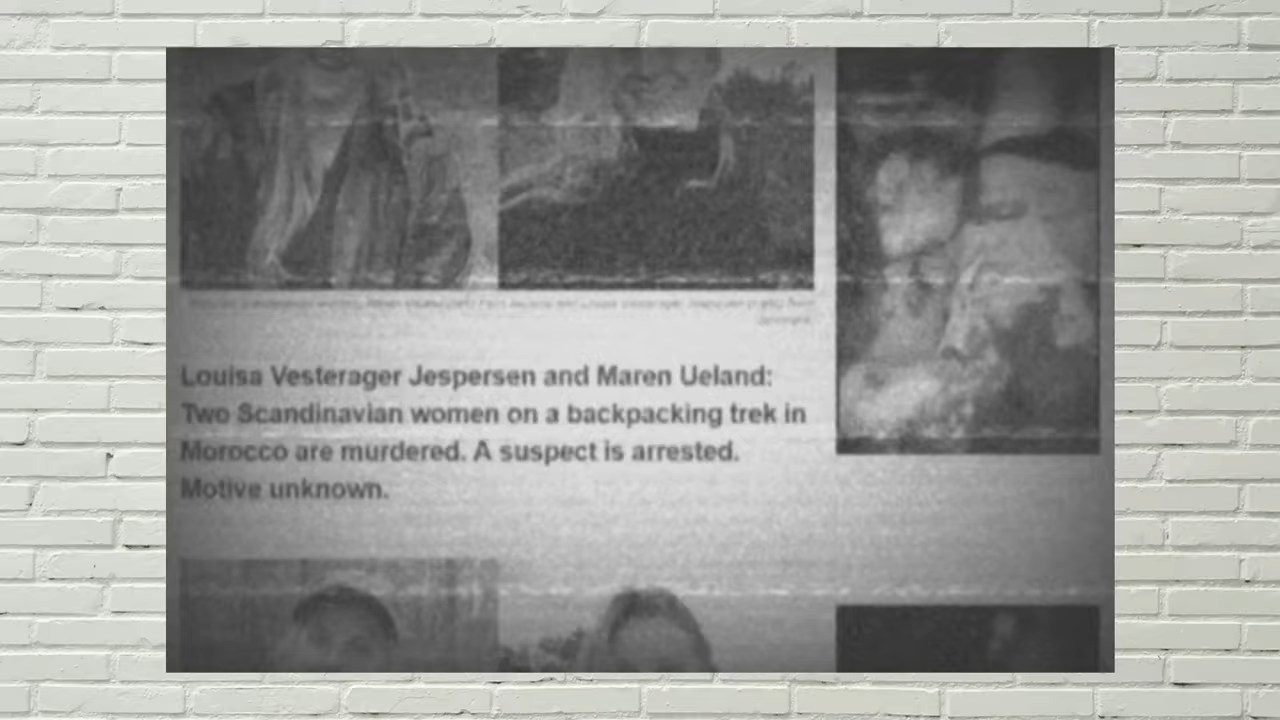 Louisa Vesterager Jespersen and Maren Ueland:
Two Scandinavian women on a backpacking trek in
Morocco are murdered. A suspect is arrested.
Motive unknown.